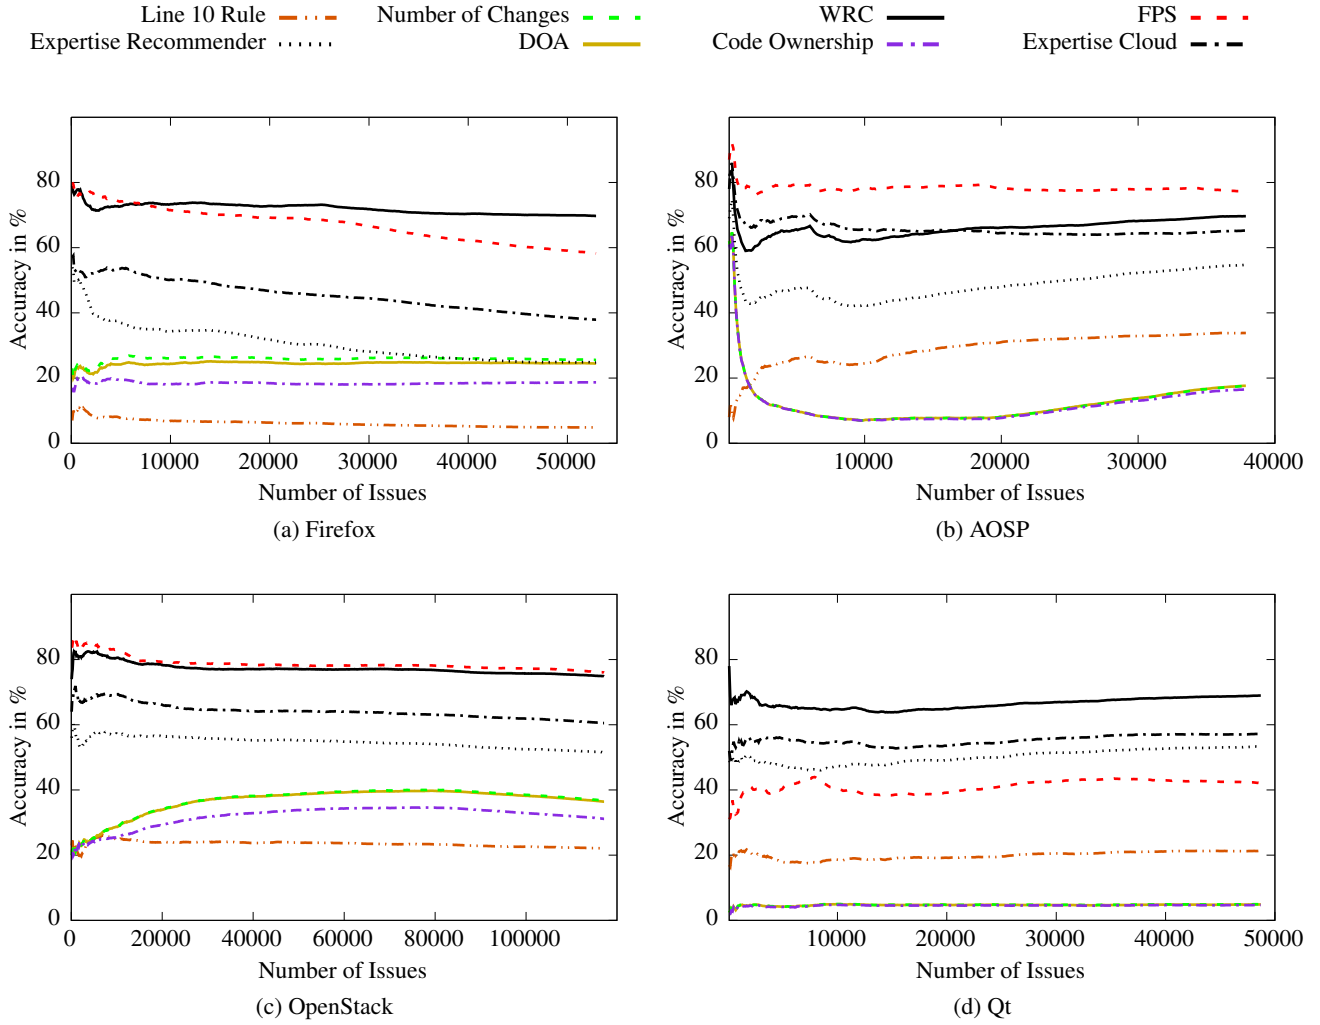 Line 10 Rule Number of Changes WRC FPS
Expertise Recommender DOA Code Ownership Expertise Cloud
Accuracy in %
80
60
40
20
0
0 10000 20000 30000 40000 50000
Number of Issues
(a) Firefox
Accuracy in %
80
60
40
20
0
10000 20000 30000 40000
Number of Issues
(b) AOSP
Accuracy in %
80
60
40
20
0
0 20000 40000 60000 80000 100000
Number of Issues
(c) OpenStack
Accuracy in %
80
60
40
20
0
10000 20000 30000 40000 50000
Number of Issues
(d) Qt